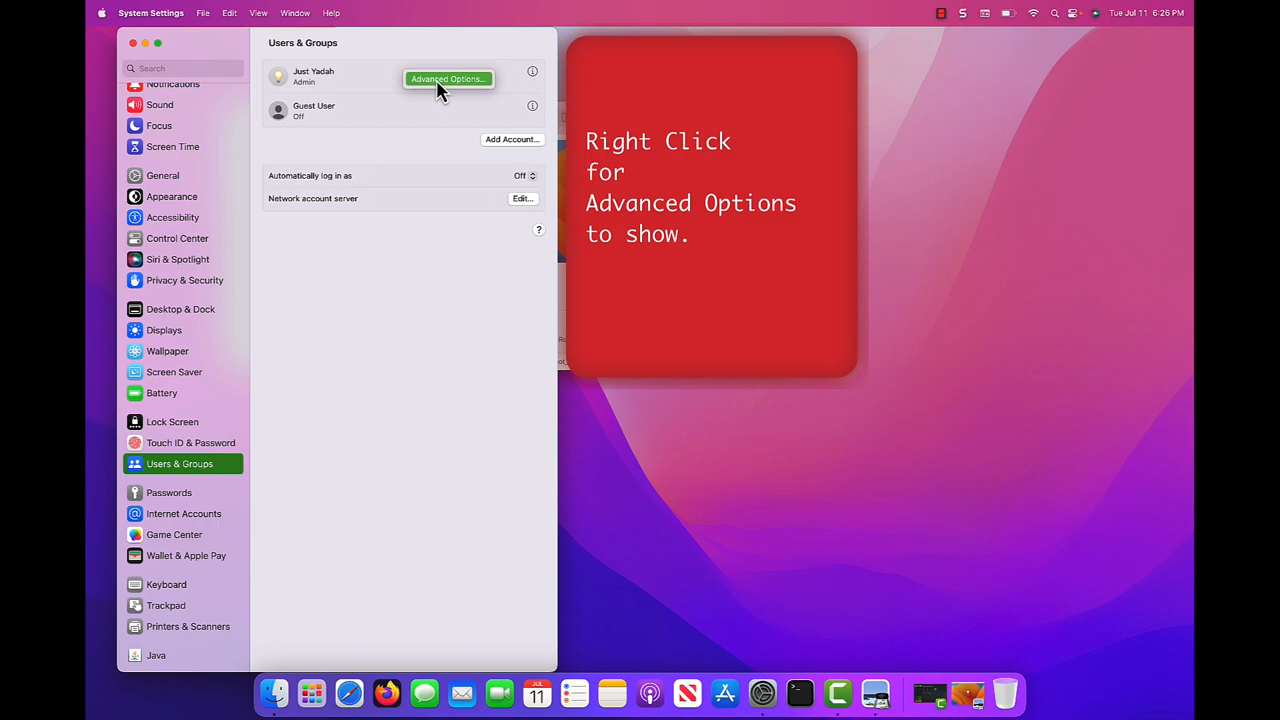 System Settings File Edit View Window Help
Tue Jul 11 6:26 PM
Search
Notifications
Sound
Focus
Screen Time
General
Appearance
Accessibility
Control Center
Siri & Spotlight
Privacy & Security
Desktop & Dock
Displays
Wallpaper
Screen Saver
Battery
Lock Screen
Touch ID & Password
Users & Groups
Passwords
Internet Accounts
Game Center
Wallet & Apple Pay
Keyboard
Trackpad
Printers & Scanners
Java
Users & Groups
Just Yadah
Admin
Advanced Options...
Guest User
Off
Add Account...
Automatically log in as Off
Network account server Edit...
?
Right Click
for
Advanced Options
to show.
JUL
11